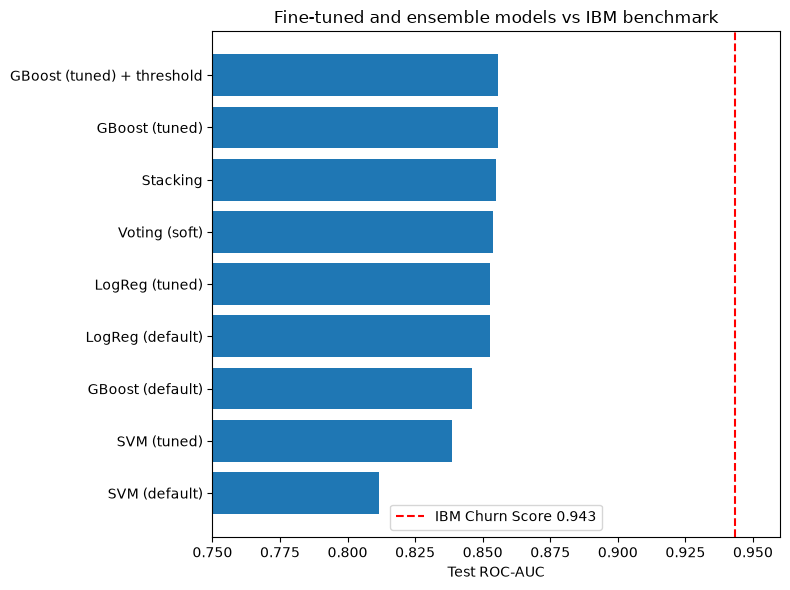 Fine-tuned and ensemble models vs IBM benchmark
GBoost (tuned) + threshold
GBoost (tuned)
Stacking
Voting (soft)
LogReg (tuned)
LogReg (default)
GBoost (default)
SVM (tuned)
SVM (default)
IBM Churn Score 0.943
0.750 0.775 0.800 0.825 0.850 0.875 0.900 0.925 0.950
Test ROC-AUC